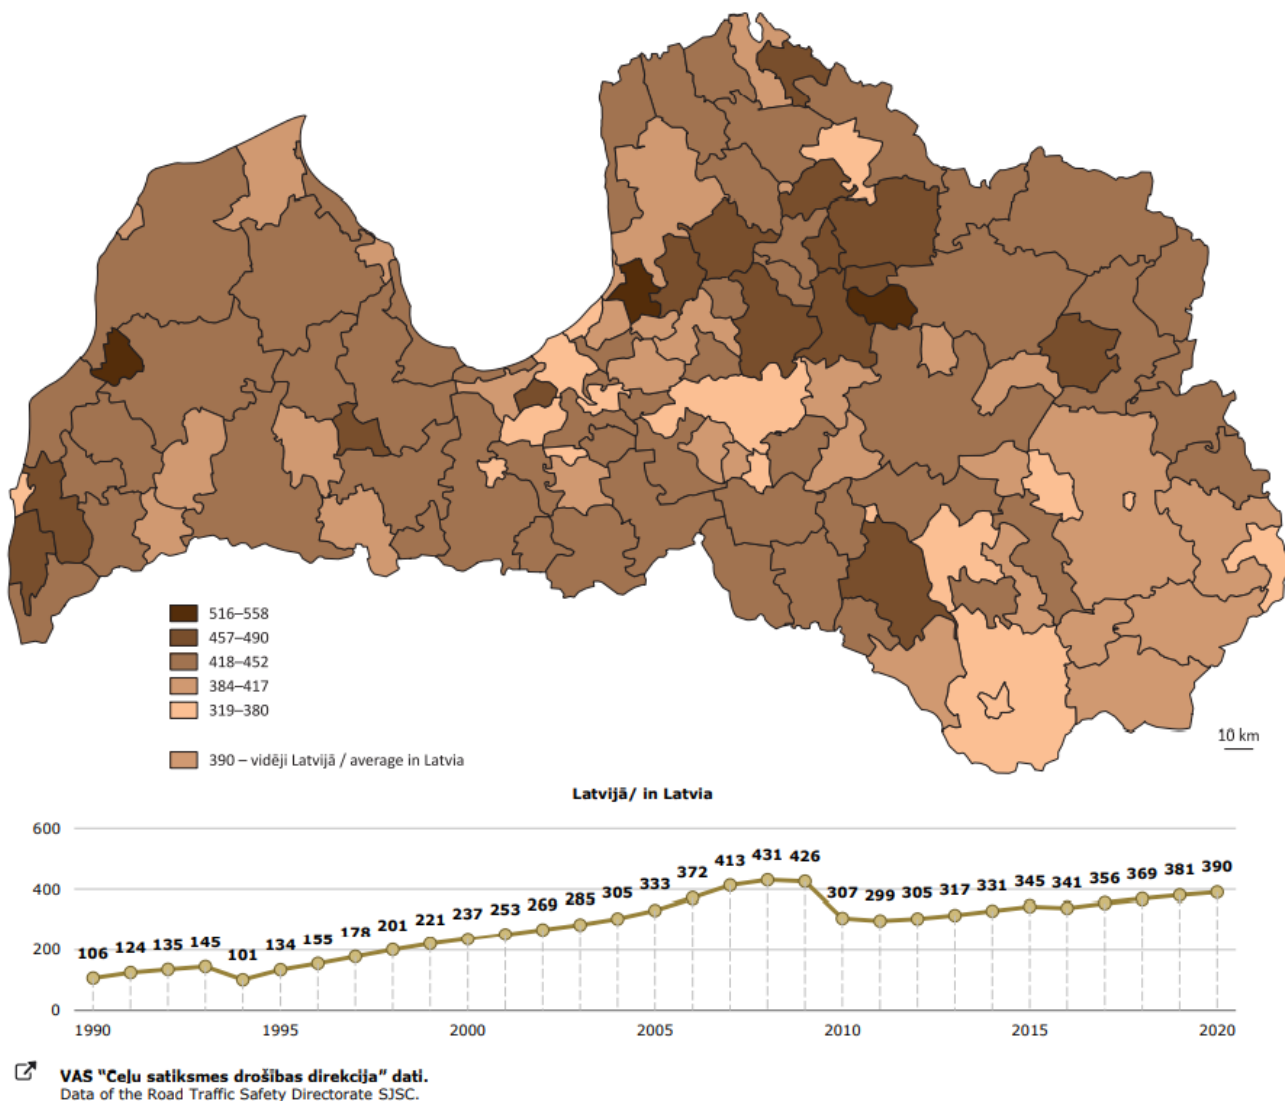 516–558
457–490
418–452
384–417
319–380
390 – vidēji Latvijā / average in Latvia
10 km
Latvijā/ in Latvia
600
400
200
0
106 124 135 145 101 134 155 178 201 221 237 253 269 285 305 333 372 413 431 426 307 299 305 317 331 345 341 356 369 381 390
1990 1995 2000 2005 2010 2015 2020
VAS "Ceļu satiksmes drošības direkcija" dati.
Data of the Road Traffic Safety Directorate SJSC.